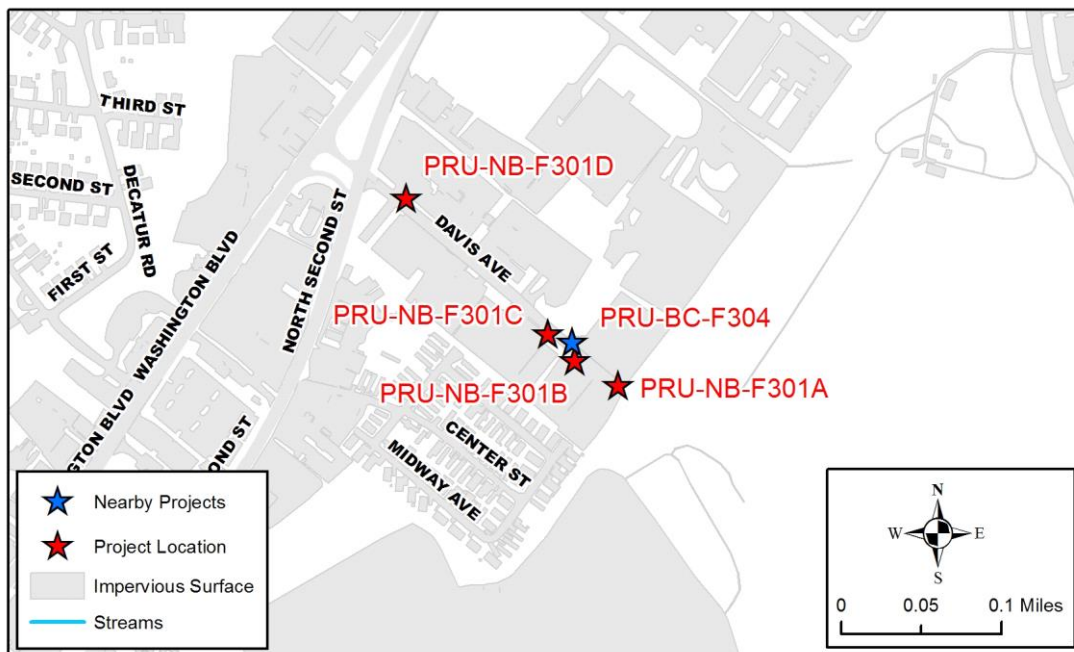 THIRD ST
SECOND ST
DECATUR RD
FIRST ST
WASHINGTON BLVD
GTON BLVD
NORTH SECOND ST
OND ST
PRU-NB-F301D
DAVIS AVE
PRU-NB-F301C
PRU-BC-F304
PRU-NB-F301B
PRU-NB-F301A
CENTER ST
MIDWAY AVE
Nearby Projects
Project Location
Impervious Surface
Streams
N
W
E
S
0 0.05 0.1 Miles